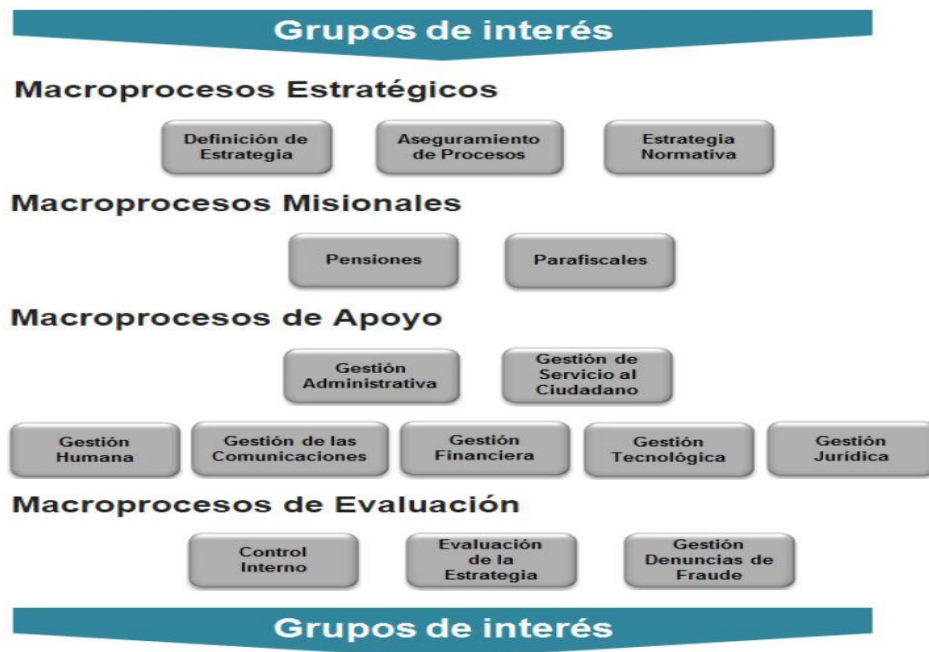 Grupos de interés
Macroprocesos Estratégicos
Definición de
Estrategia
Aseguramiento
de Procesos
Estrategia
Normativa
Macroprocesos Misionales
Pensiones
Parafiscales
Macroprocesos de Apoyo
Gestión
Administrativa
Gestión de
Servicio al
Ciudadano
Gestión
Humana
Gestión de las
Comunicaciones
Gestión
Financiera
Gestión
Tecnológica
Gestión
Jurídica
Macroprocesos de Evaluación
Control
Interno
Evaluación
de la
Estrategia
Gestión
Denuncias de
Fraude
Grupos de interés